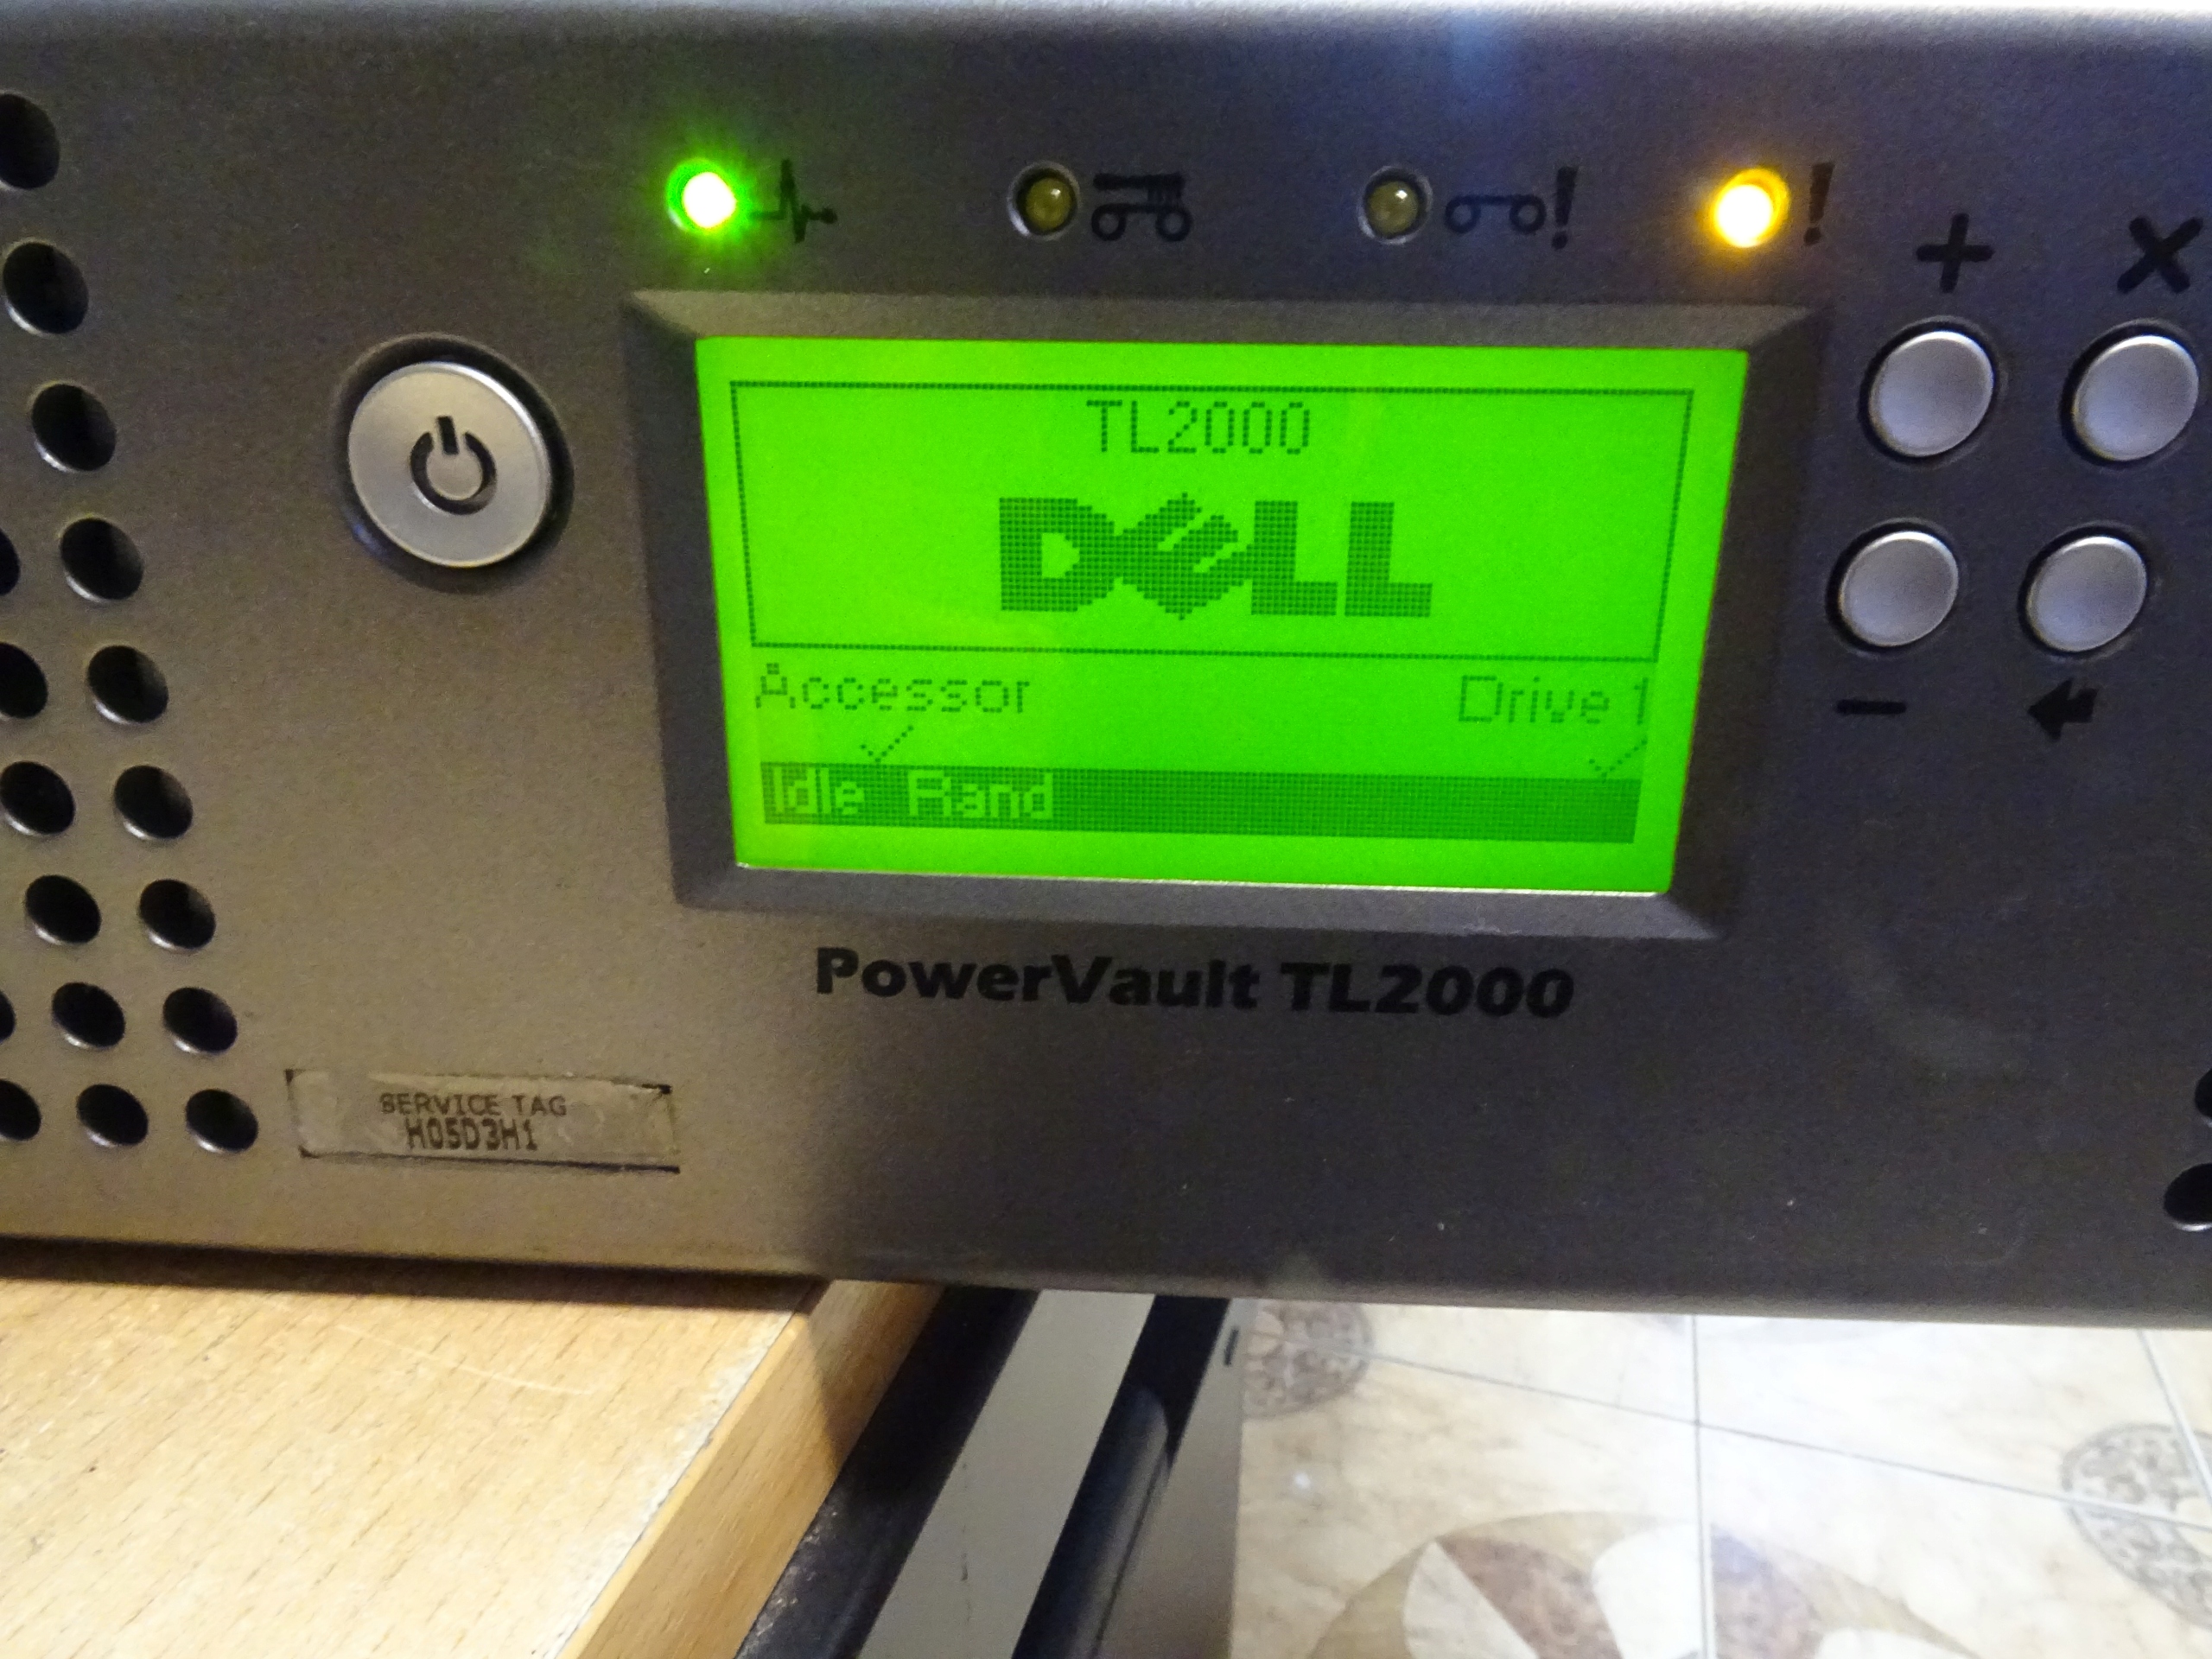 TL2000
DELL
Accessor Drive 1
Idle Rand
PowerVault TL2000
SERVICE TAG
H05D3H1